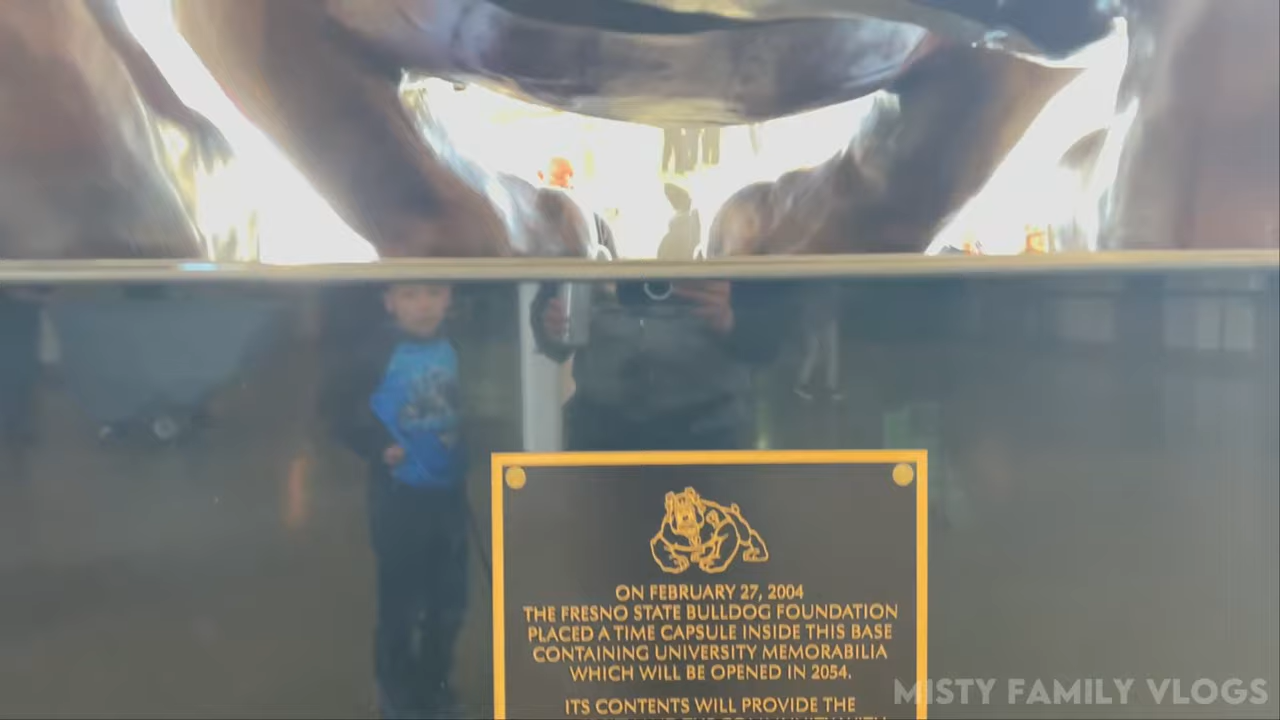 ON FEBRUARY 27, 2004
THE FRESNO STATE BULLDOG FOUNDATION
PLACED A TIME CAPSULE INSIDE THIS BASE
CONTAINING UNIVERSITY MEMORABILIA
WHICH WILL BE OPENED IN 2054.
ITS CONTENTS WILL PROVIDE THE
MISTY FAMILY VLOGS